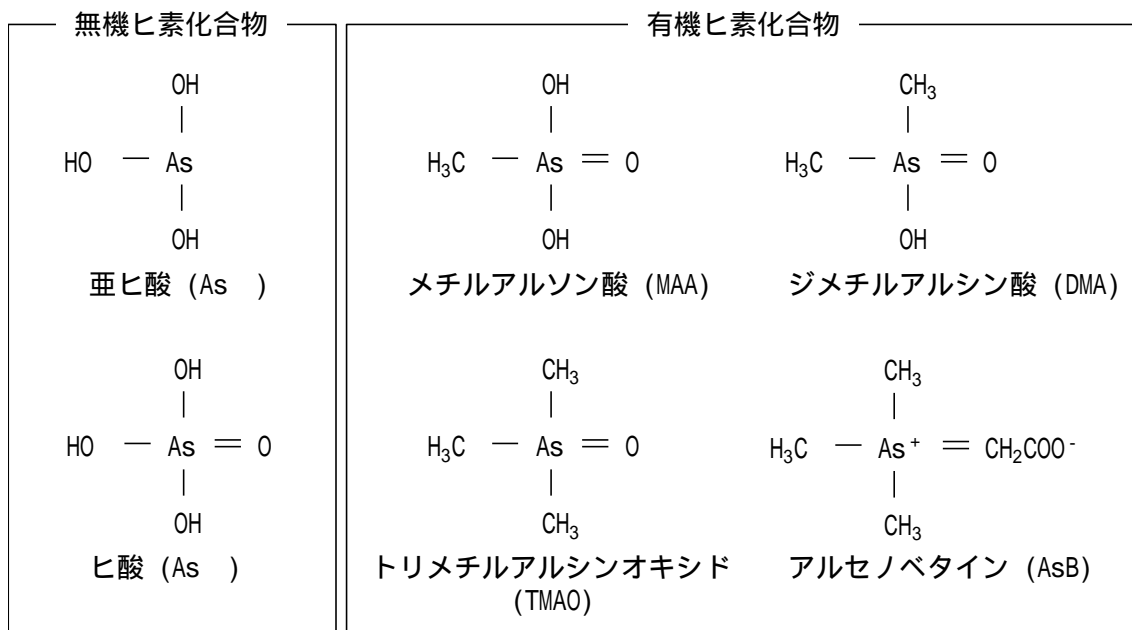 無機ヒ素化合物
OH
HO — As
OH
亜ヒ酸 (As )
OH
HO — As = O
OH
ヒ酸 (As )
有機ヒ素化合物
OH
H₃C — As = O
OH
メチルアルソン酸 (MAA)
CH₃
H₃C — As = O
OH
ジメチルアルシン酸 (DMA)
CH₃
H₃C — As = O
CH₃
トリメチルアルシンオキシド
(TMAO)
CH₃
H₃C — As⁺ = CH₂COO⁻
CH₃
アルセノベタイン (AsB)